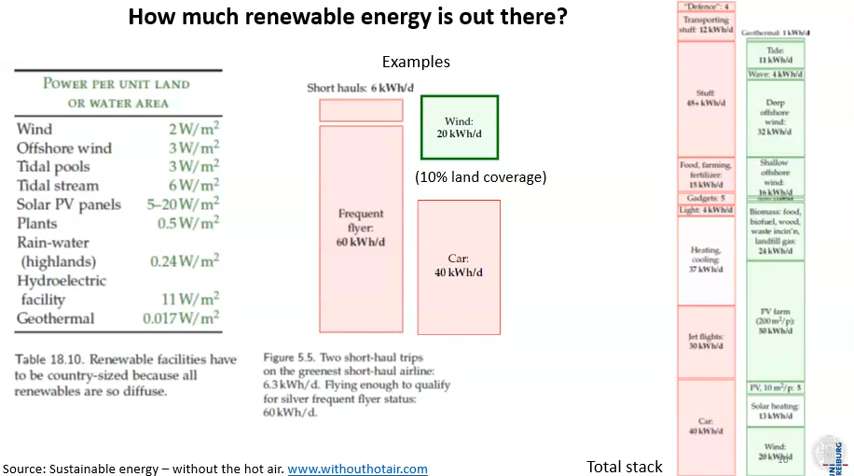 How much renewable energy is out there?
POWER PER UNIT LAND
OR WATER AREA
Wind 2 W/m²
Offshore wind 3 W/m²
Tidal pools 3 W/m²
Tidal stream 6 W/m²
Solar PV panels 5–20 W/m²
Plants 0.5 W/m²
Rain-water
(highlands) 0.24 W/m²
Hydroelectric
facility 11 W/m²
Geothermal 0.017 W/m²
Table 18.10. Renewable facilities have
to be country-sized because all
renewables are so diffuse.
Examples
Short hauls: 6 kWh/d
Frequent
flyer:
60 kWh/d
Wind:
20 kWh/d
(10% land coverage)
Car:
40 kWh/d
Figure 5.5. Two short-haul trips
on the greenest short-haul airline:
6.3 kWh/d. Flying enough to qualify
for silver frequent flyer status:
60 kWh/d.
"Defence": 4
Transporting
stuff: 12 kWh/d
Stuff:
48+ kWh/d
Food, farming,
fertilizer:
15 kWh/d
Gadgets: 5
Light: 4 kWh/d
Heating,
cooling:
37 kWh/d
Jet flights:
30 kWh/d
Car:
40 kWh/d
Geothermal: 1 kWh/d
Tide:
11 kWh/d
Wave: 4 kWh/d
Deep
offshore
wind:
32 kWh/d
Shallow
offshore
wind:
16 kWh/d
Biomass: food,
biofuel, wood,
waste incin'n,
landfill gas:
24 kWh/d
PV farm
(200 m²/p):
50 kWh/d
PV, 10 m²/p: 5
Solar heating:
13 kWh/d
Wind:
20 kWh/d
Total stack
Source: Sustainable energy – without the hot air. www.withouthotair.com